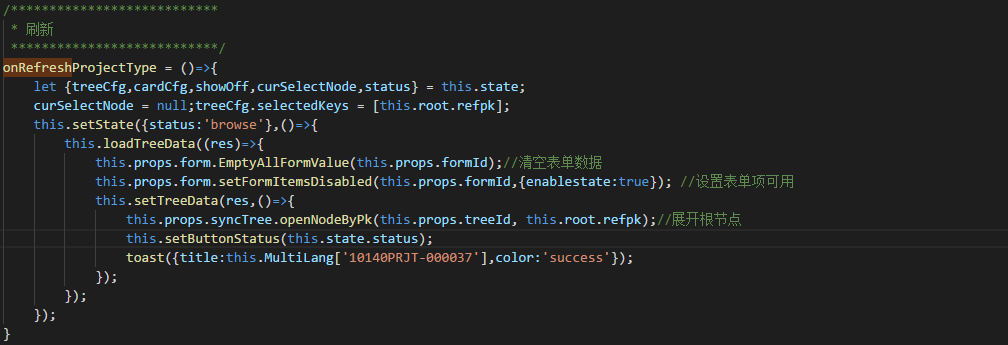 /***************************
 * 刷新
 ***************************/
onRefreshProjectType = ()=>{
    let {treeCfg,cardCfg,showOff,curSelectNode,status} = this.state;
    curSelectNode = null;treeCfg.selectedKeys = [this.root.refpk];
    this.setState({status:'browse'},()=>{
        this.loadTreeData((res)=>{
            this.props.form.EmptyAllFormValue(this.props.formId);//清空表单数据
            this.props.form.setFormItemsDisabled(this.props.formId,{enablestate:true}); //设置表单项可用
            this.setTreeData(res,()=>{
                this.props.syncTree.openNodeByPk(this.props.treeId, this.root.refpk);//展开根节点
                this.setButtonStatus(this.state.status);
                toast({title:this.MultiLang['10140PRJT-000037'],color:'success'});
            });
        });
    });
}